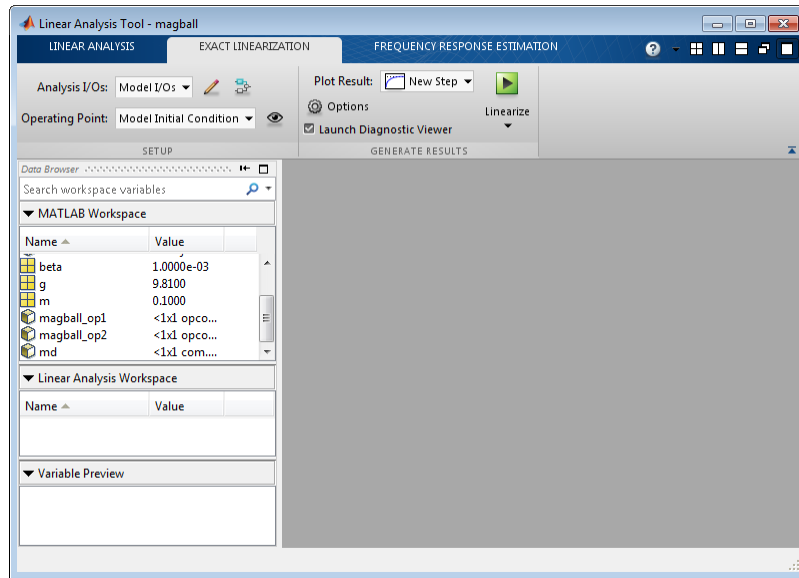 Linear Analysis Tool - magball
LINEAR ANALYSIS EXACT LINEARIZATION FREQUENCY RESPONSE ESTIMATION
Analysis I/Os: Model I/Os
Operating Point: Model Initial Condition
SETUP
Plot Result: New Step
Options
Launch Diagnostic Viewer
Linearize
GENERATE RESULTS
Data Browser
Search workspace variables
MATLAB Workspace
Name Value
beta 1.0000e-03
g 9.8100
m 0.1000
magball_op1 <1x1 opco...
magball_op2 <1x1 opco...
md <1x1 com....
Linear Analysis Workspace
Name Value
Variable Preview